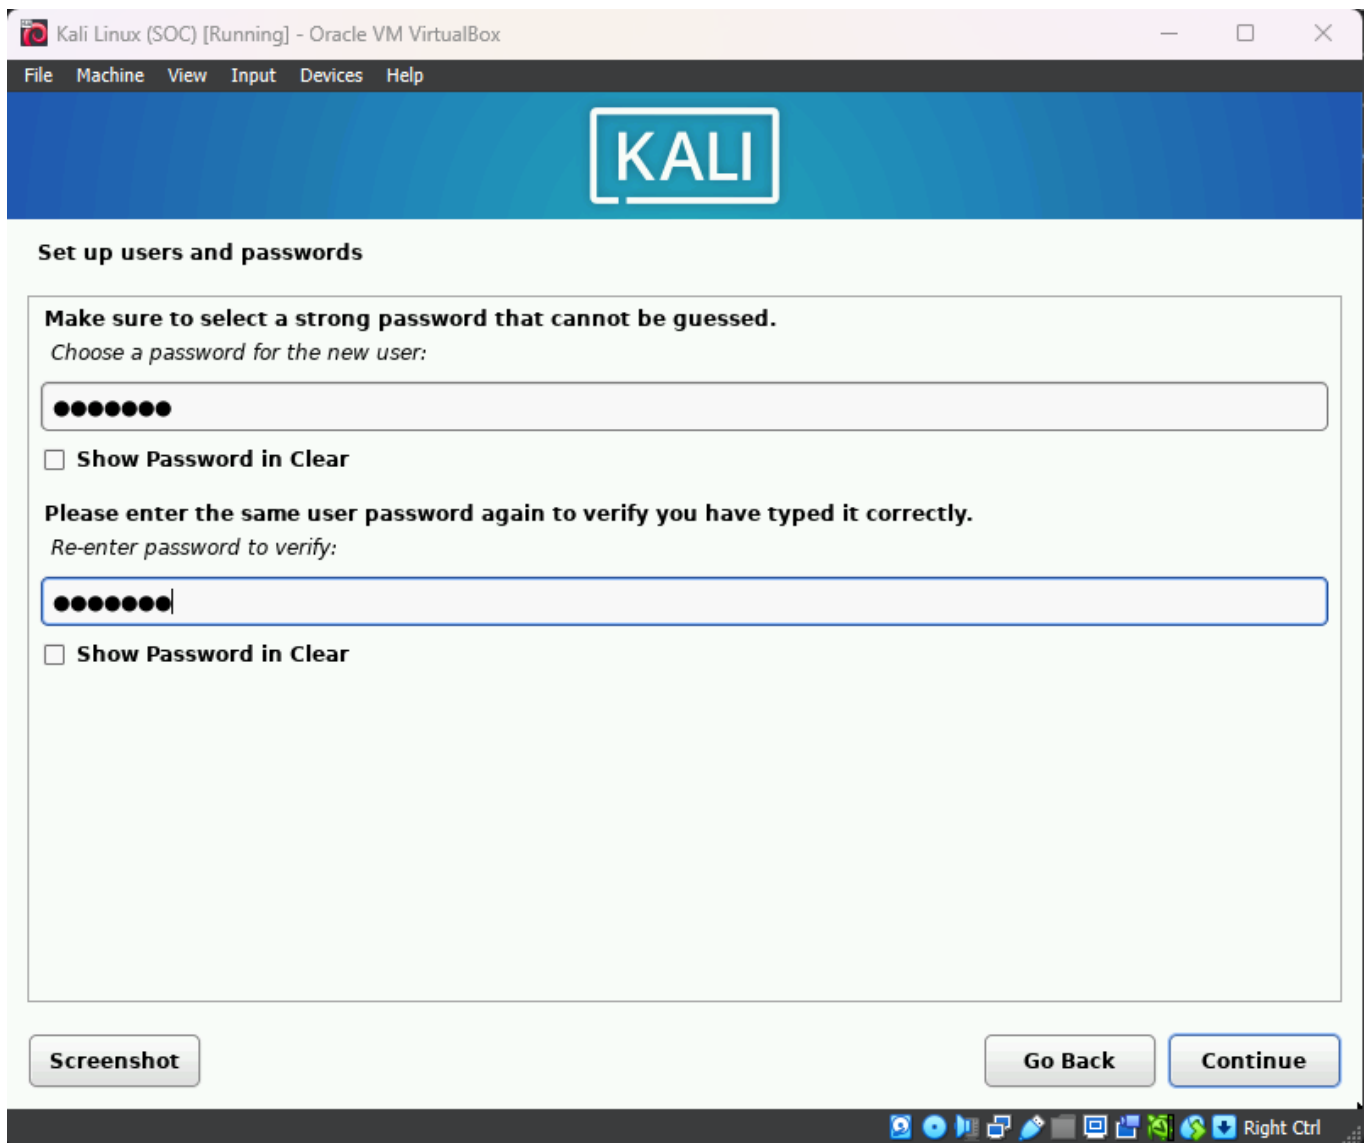 Kali Linux (SOC) [Running] - Oracle VM VirtualBox
File Machine View Input Devices Help
KALI
Set up users and passwords
Make sure to select a strong password that cannot be guessed.
Choose a password for the new user:
●●●●●●●
Show Password in Clear
Please enter the same user password again to verify you have typed it correctly.
Re-enter password to verify:
●●●●●●●
Show Password in Clear
Screenshot Go Back Continue
Right Ctrl